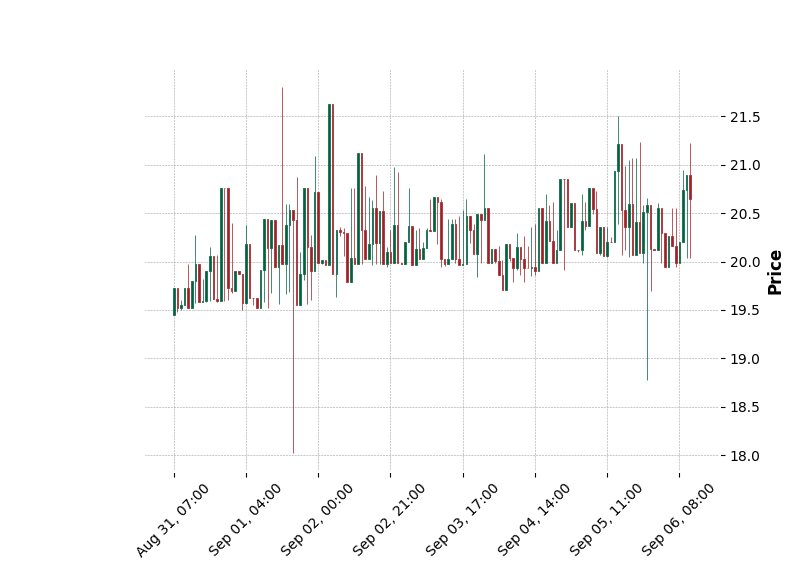 21.5
21.0
20.5
20.0
19.5
19.0
18.5
18.0
Price
Aug 31, 07:00
Sep 01, 04:00
Sep 02, 00:00
Sep 02, 21:00
Sep 03, 17:00
Sep 04, 14:00
Sep 05, 11:00
Sep 06, 08:00